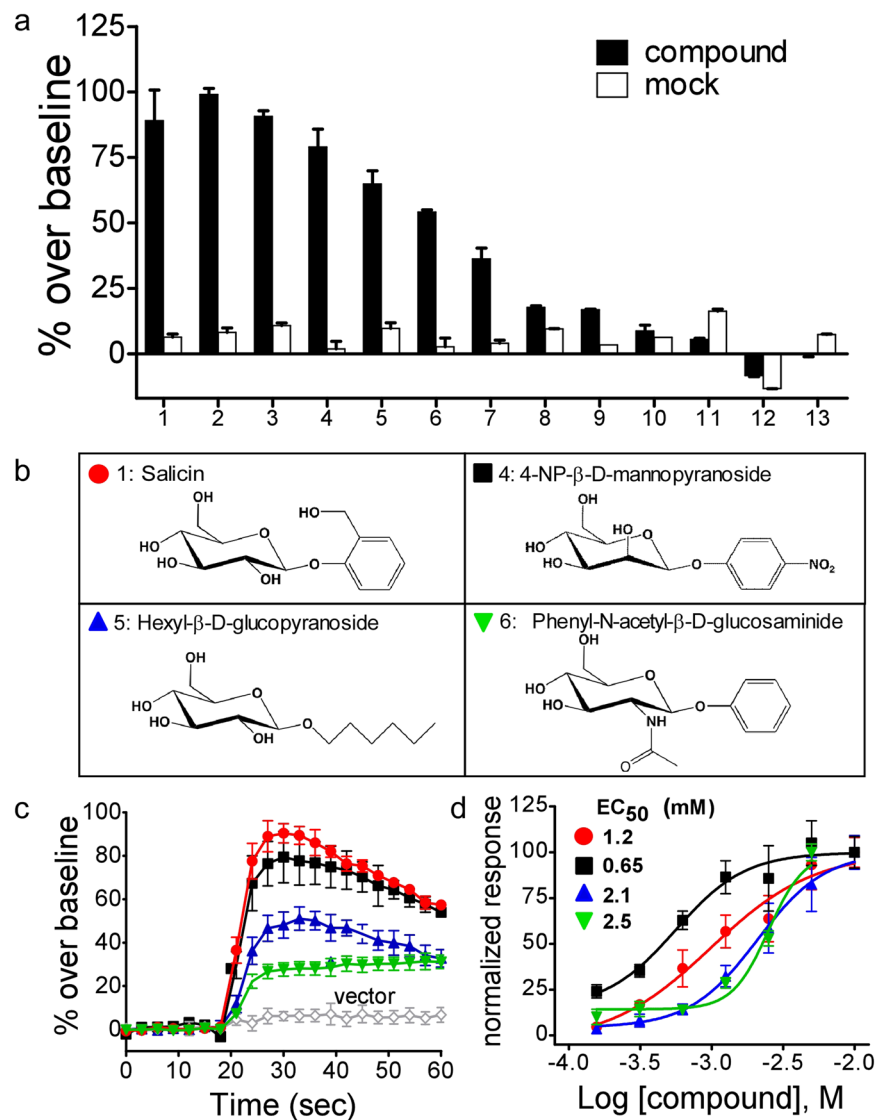 a
125
100
75
50
25
0
% over baseline
compound
mock
1 2 3 4 5 6 7 8 9 10 11 12 13
b
1: Salicin
OH
HO
O
HO
HO
OH
O
4: 4-NP-β-D-mannopyranoside
OH
OH
O
HO
HO
O
NO2
5: Hexyl-β-D-glucopyranoside
OH
O
HO
HO
OH
O
6: Phenyl-N-acetyl-β-D-glucosaminide
OH
O
HO
HO
O
NH
O
c
100
80
60
40
20
0
% over baseline
vector
0 10 20 30 40 50 60
Time (sec)
d
125
100
75
50
25
0
normalized response
EC50 (mM)
1.2
0.65
2.1
2.5
-4.0 -3.5 -3.0 -2.5 -2.0
Log [compound], M